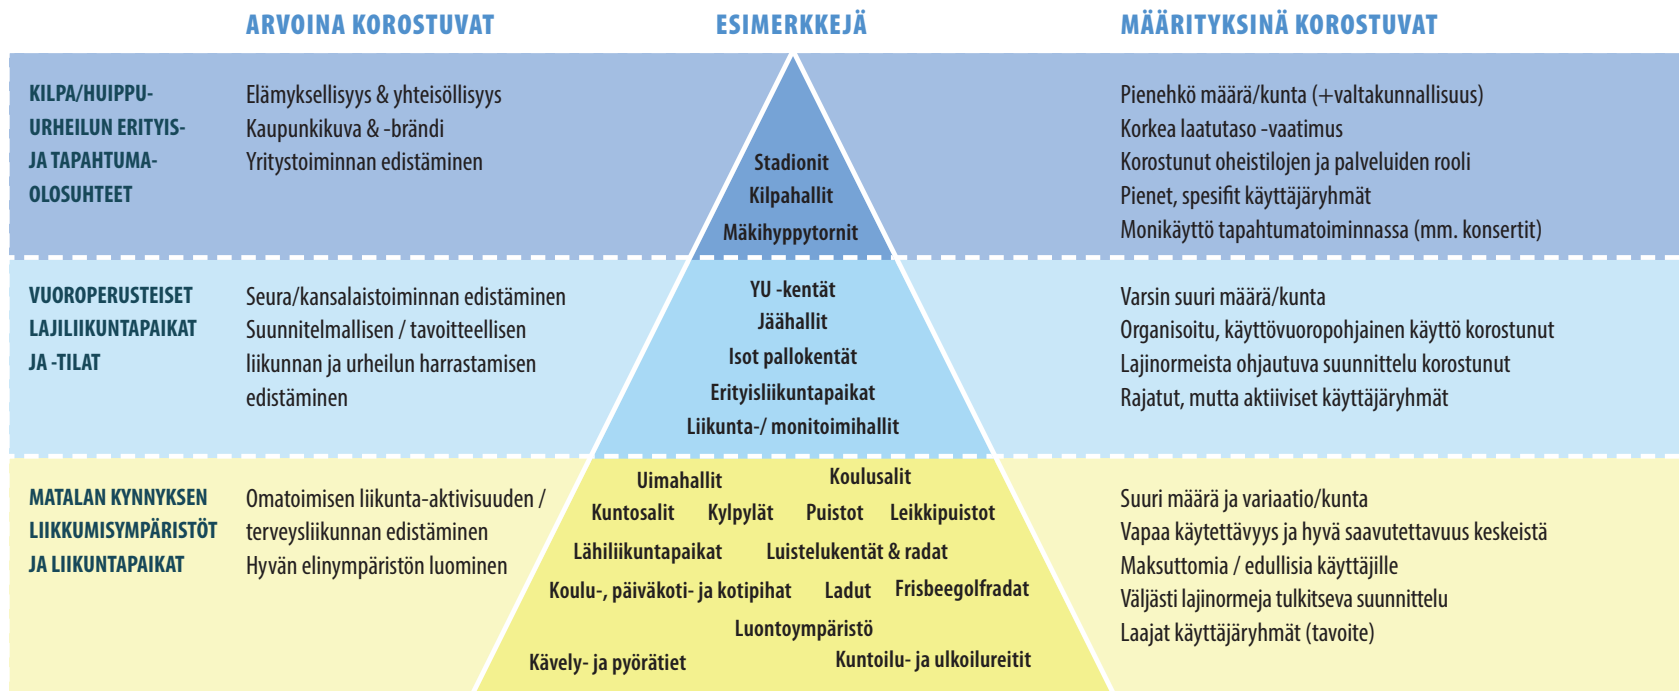 ARVOINA KOROSTUVAT
ESIMERKKEJÄ
MÄÄRITYKSINÄ KOROSTUVAT
KILPA/HUIPPU-
URHEILUN ERITYIS-
JA TAPAHTUMA-
OLOSUHTEET
Elämyksellisyys & yhteisöllisyys
Kaupunkikuva & -brändi
Yritystoiminnan edistäminen
Stadionit
Kilpahallit
Mäkihyppytornit
Pienehkö määrä/kunta (+valtakunnallisuus)
Korkea laatutaso -vaatimus
Korostunut oheistilojen ja palveluiden rooli
Pienet, spesifit käyttäjäryhmät
Monikäyttö tapahtumatoiminnassa (mm. konsertit)
VUOROPERUSTEISET
LAJILIIKUNTAPAIKAT
JA -TILAT
Seura/kansalaistoiminnan edistäminen
Suunnitelmallisen / tavoitteellisen
liikunnan ja urheilun harrastamisen
edistäminen
YU -kentät
Jäähallit
Isot pallokentät
Erityisliikuntapaikat
Liikunta-/ monitoimihallit
Varsin suuri määrä/kunta
Organisoitu, käyttövuoropohjainen käyttö korostunut
Lajinormeista ohjautuva suunnittelu korostunut
Rajatut, mutta aktiiviset käyttäjäryhmät
MATALAN KYNNYKSEN
LIIKKUMISYMPÄRISTÖT
JA LIIKUNTAPAIKAT
Omatoimisen liikunta-aktivisuuden /
terveysliikunnan edistäminen
Hyvän elinympäristön luominen
Uimahallit Koulusalit
Kuntosalit Kylpylät Puistot Leikkipuistot
Lähiliikuntapaikat Luistelukentät & radat
Koulu-, päiväkoti- ja kotipihat Ladut Frisbeegolfradat
Luontoympäristö
Kävely- ja pyörätiet Kuntoilu- ja ulkoilureitit
Suuri määrä ja variaatio/kunta
Vapaa käytettävyys ja hyvä saavutettavuus keskeistä
Maksuttomia / edullisia käyttäjille
Väljästi lajinormeja tulkitseva suunnittelu
Laajat käyttäjäryhmät (tavoite)